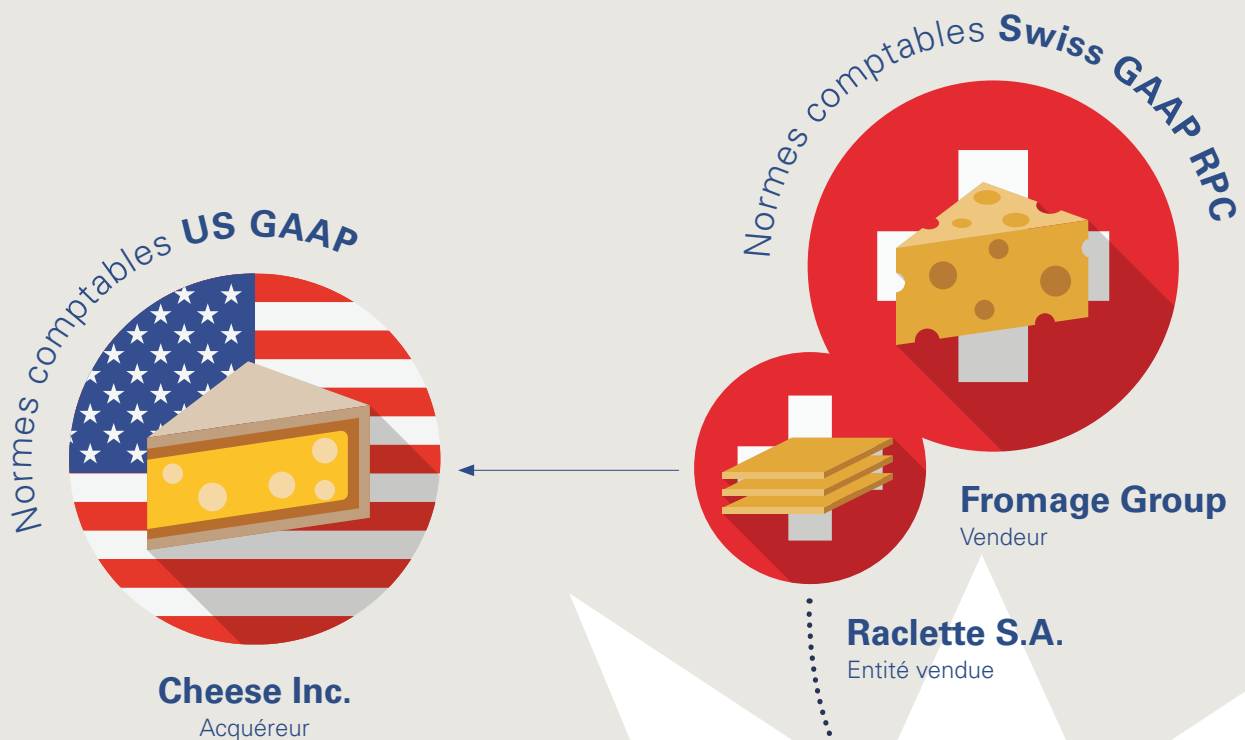 Normes comptables US GAAP
Cheese Inc.
Acquéreur
Normes comptables Swiss GAAP RPC
Fromage Group
Vendeur
Raclette S.A.
Entité vendue